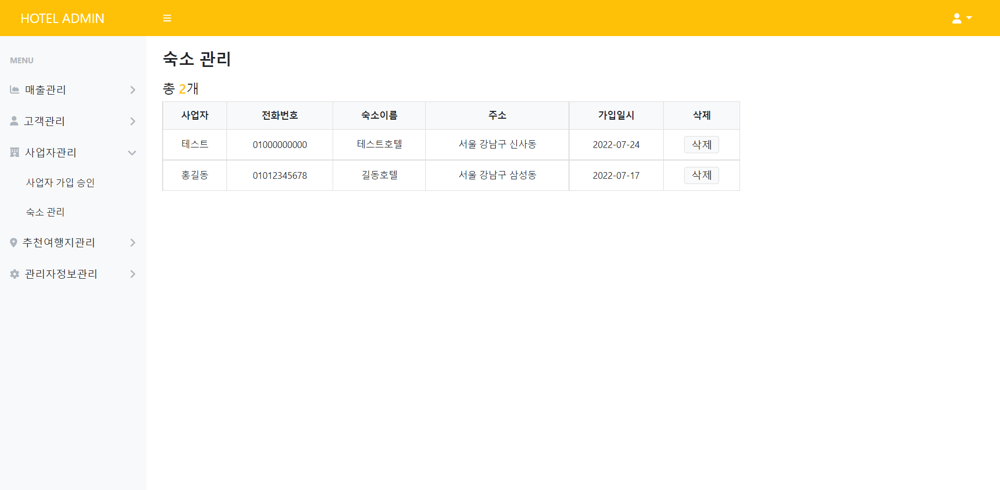 HOTEL ADMIN
MENU
매출관리
고객관리
사업자관리
사업자 가입 승인
숙소 관리
추천여행지관리
관리자정보관리
숙소 관리
총 2개
사업자 전화번호 숙소이름 주소 가입일시 삭제
테스트 01000000000 테스트호텔 서울 강남구 신사동 2022-07-24 삭제
홍길동 01012345678 길동호텔 서울 강남구 삼성동 2022-07-17 삭제